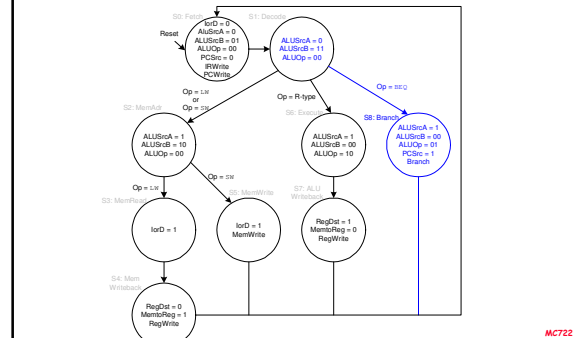 S0: Fetch
S1: Decode
Reset
IorD = 0
AluSrcA = 0
ALUSrcB = 01
ALUOp = 00
PCSrc = 0
IRWrite
PCWrite
ALUSrcA = 0
ALUSrcB = 11
ALUOp = 00
Op = LW
or
Op = SW
Op = R-type
Op = BEQ
S2: MemAdr
S6: Execute
S8: Branch
ALUSrcA = 1
ALUSrcB = 10
ALUOp = 00
ALUSrcA = 1
ALUSrcB = 00
ALUOp = 10
ALUSrcA = 1
ALUSrcB = 00
ALUOp = 01
PCSrc = 1
Branch
Op = LW
Op = SW
S3: MemRead
S5: MemWrite
S7: ALU
Writeback
IorD = 1
IorD = 1
MemWrite
RegDst = 1
MemtoReg = 0
RegWrite
S4: Mem
Writeback
RegDst = 0
MemtoReg = 1
RegWrite
MC722